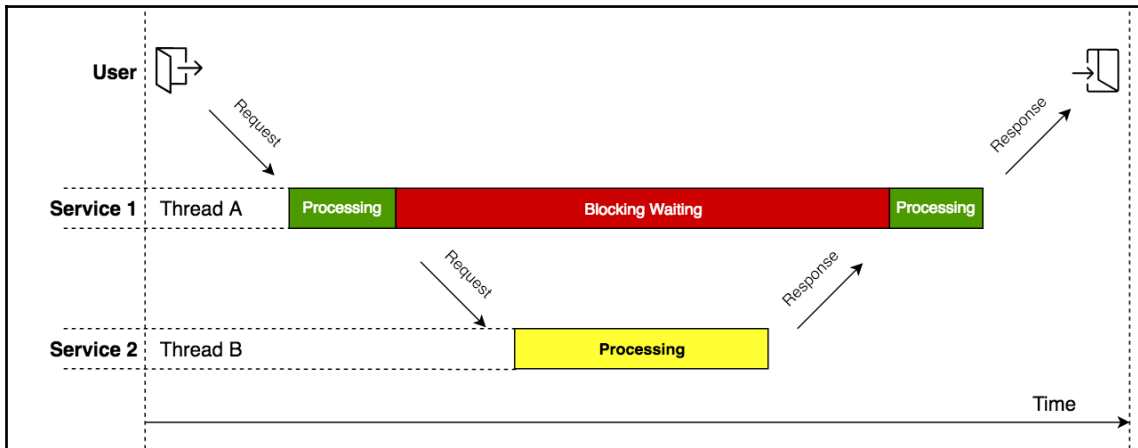 User
Request
Response
Service 1
Thread A
Processing
Blocking Waiting
Processing
Request
Response
Service 2
Thread B
Processing
Time